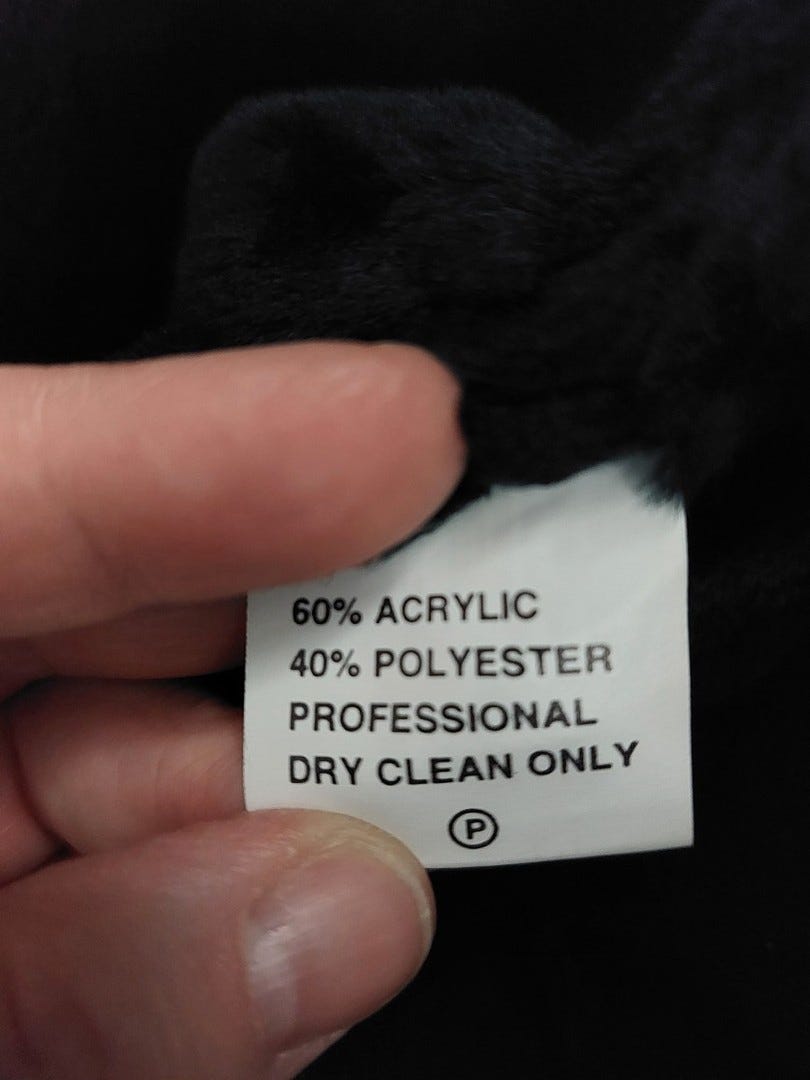 60% ACRYLIC
40% POLYESTER
PROFESSIONAL
DRY CLEAN ONLY
Ⓟ